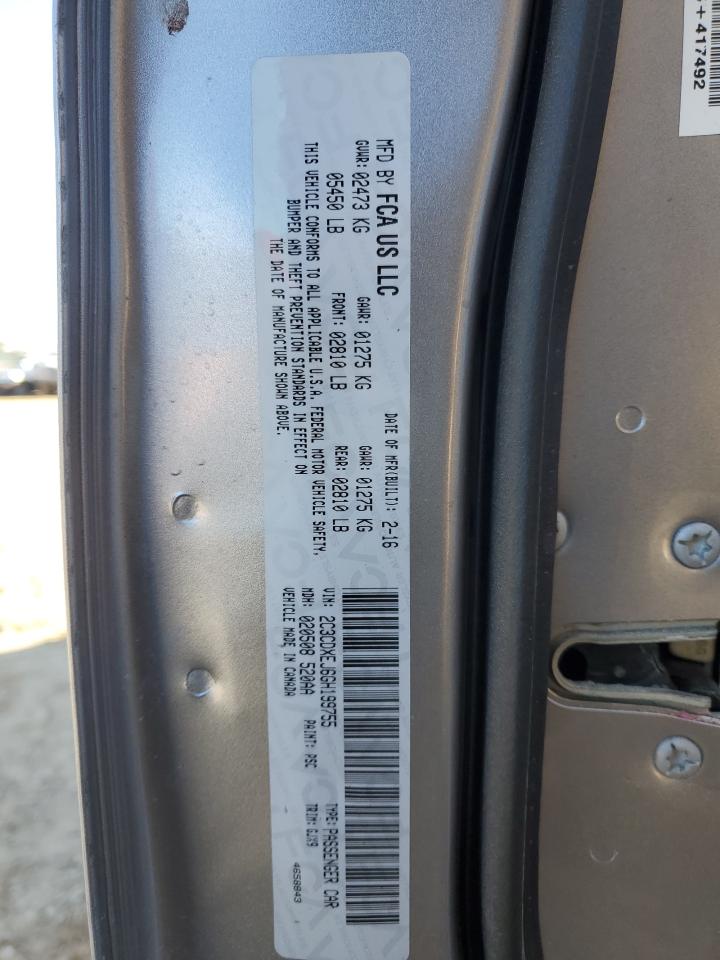 MFD BY FCA US LLC
DATE OF MFR(BUILT): 2-16
GVWR: 02473 KG
GAWR: 01275 KG
GAWR: 01275 KG
05450 LB
FRONT: 02810 LB
REAR: 02810 LB
THIS VEHICLE CONFORMS TO ALL APPLICABLE U.S.A. FEDERAL MOTOR VEHICLE SAFETY,
BUMPER AND THEFT PREVENTION STANDARDS IN EFFECT ON
THE DATE OF MANUFACTURE SHOWN ABOVE.
VIN: 2C3CDXEJ6GH199755
TYPE: PASSENGER CAR
MDH: 020508 520AA
PAINT: PSC
TRIM: GJX9
VEHICLE MADE IN CANADA
4658843
+417492